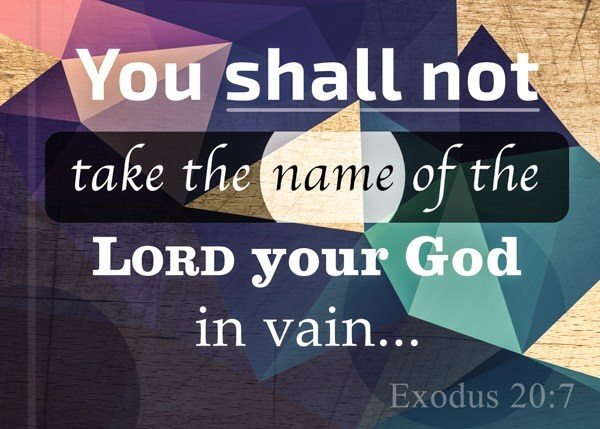 You shall not
take the name of the
LORD your God
in vain...
Exodus 20:7